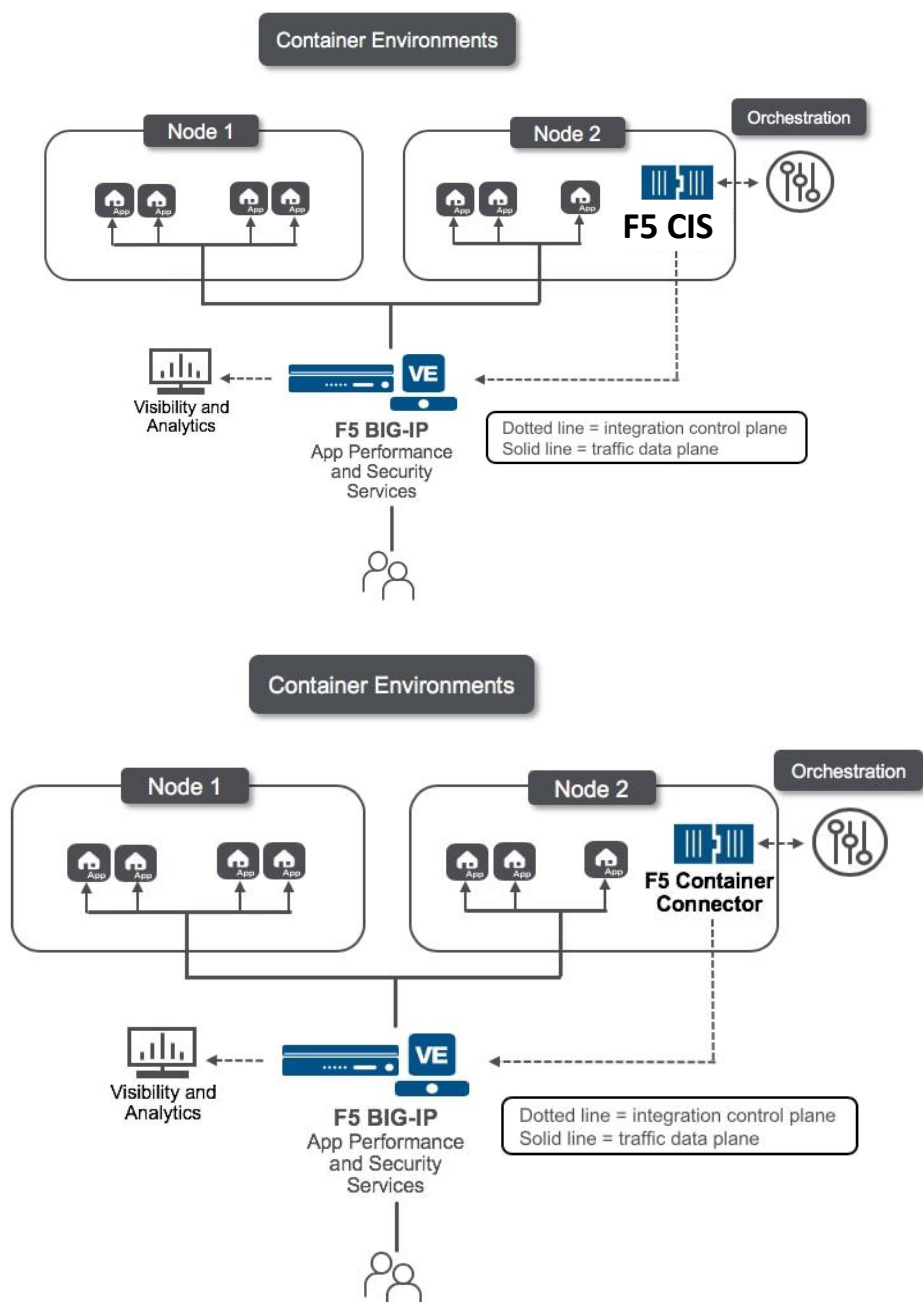 Container Environments
Node 1
Node 2
Orchestration
App
App
App
App
App
App
App
F5 CIS
VE
Visibility and
Analytics
F5 BIG-IP
App Performance
and Security
Services
Dotted line = integration control plane
Solid line = traffic data plane
Container Environments
Node 1
Node 2
Orchestration
App
App
App
App
App
App
App
F5 Container
Connector
VE
Visibility and
Analytics
F5 BIG-IP
App Performance
and Security
Services
Dotted line = integration control plane
Solid line = traffic data plane